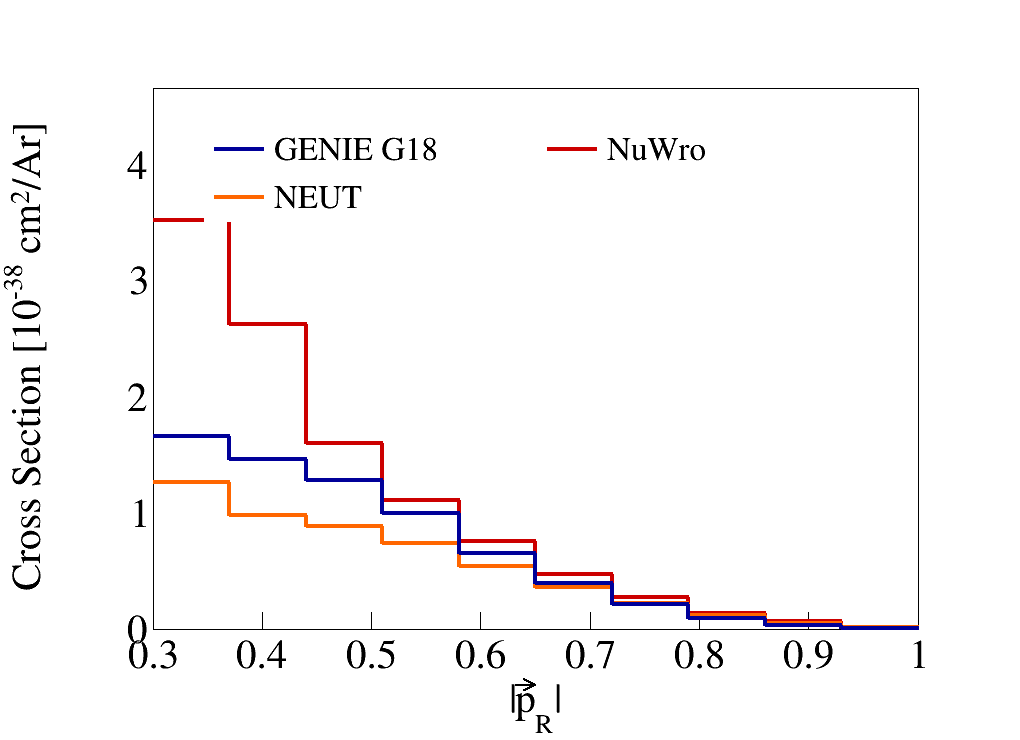 Cross Section [10⁻³⁸ cm²/Ar]
GENIE G18
NuWro
NEUT
4
3
2
1
0
0.3 0.4 0.5 0.6 0.7 0.8 0.9 1
|p⃗_R|